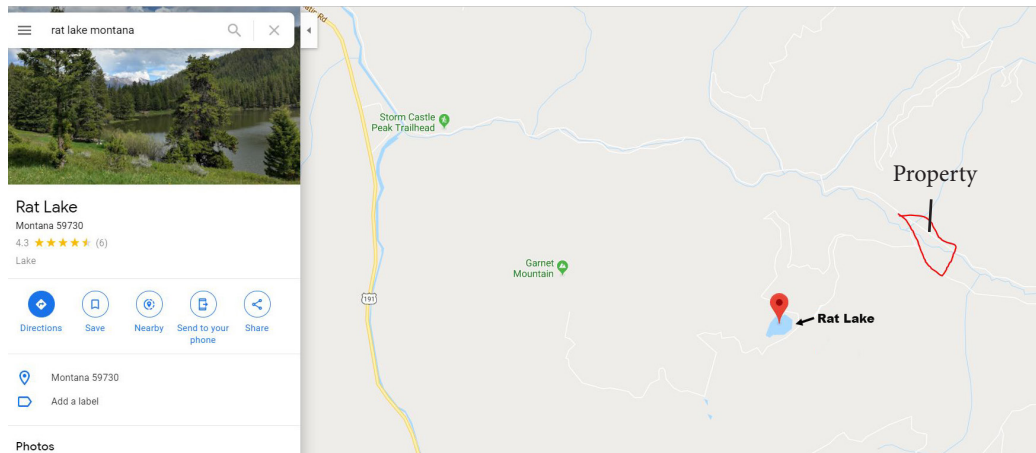 rat lake montana
Rat Lake
Montana 59730
4.3 (6)
Lake
Directions
Save
Nearby
Send to your
phone
Share
Montana 59730
Add a label
Photos
Storm Castle
Peak Trailhead
Garnet
Mountain
191
Property
Rat Lake